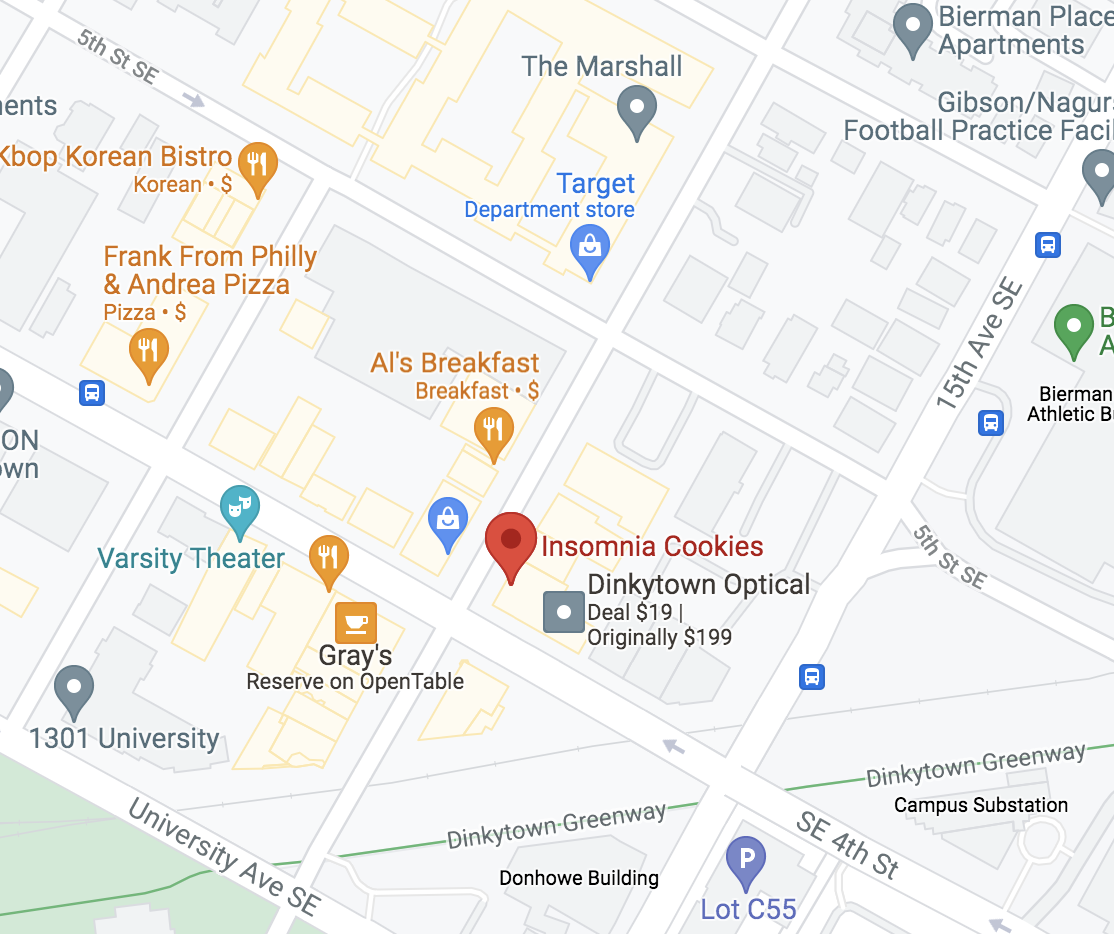 Bierman Place
Apartments
5th St SE
The Marshall
Gibson/Nagurs
Football Practice Facil
ments
Kbop Korean Bistro
Korean • $
Target
Department store
Frank From Philly
& Andrea Pizza
Pizza • $
15th Ave SE
B
A
Al's Breakfast
Breakfast • $
Bierman
Athletic Bu
ON
own
Varsity Theater
Insomnia Cookies
5th St SE
Dinkytown Optical
Deal $19 |
Originally $199
Gray's
Reserve on OpenTable
1301 University
Dinkytown Greenway
Campus Substation
University Ave SE
Dinkytown Greenway
SE 4th St
P
Donhowe Building
Lot C55